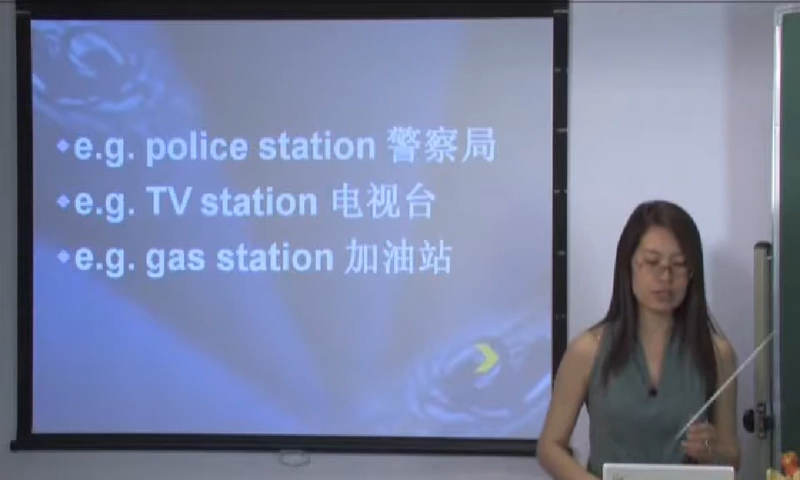 e.g. police station 警察局
e.g. TV station 电视台
e.g. gas station 加油站